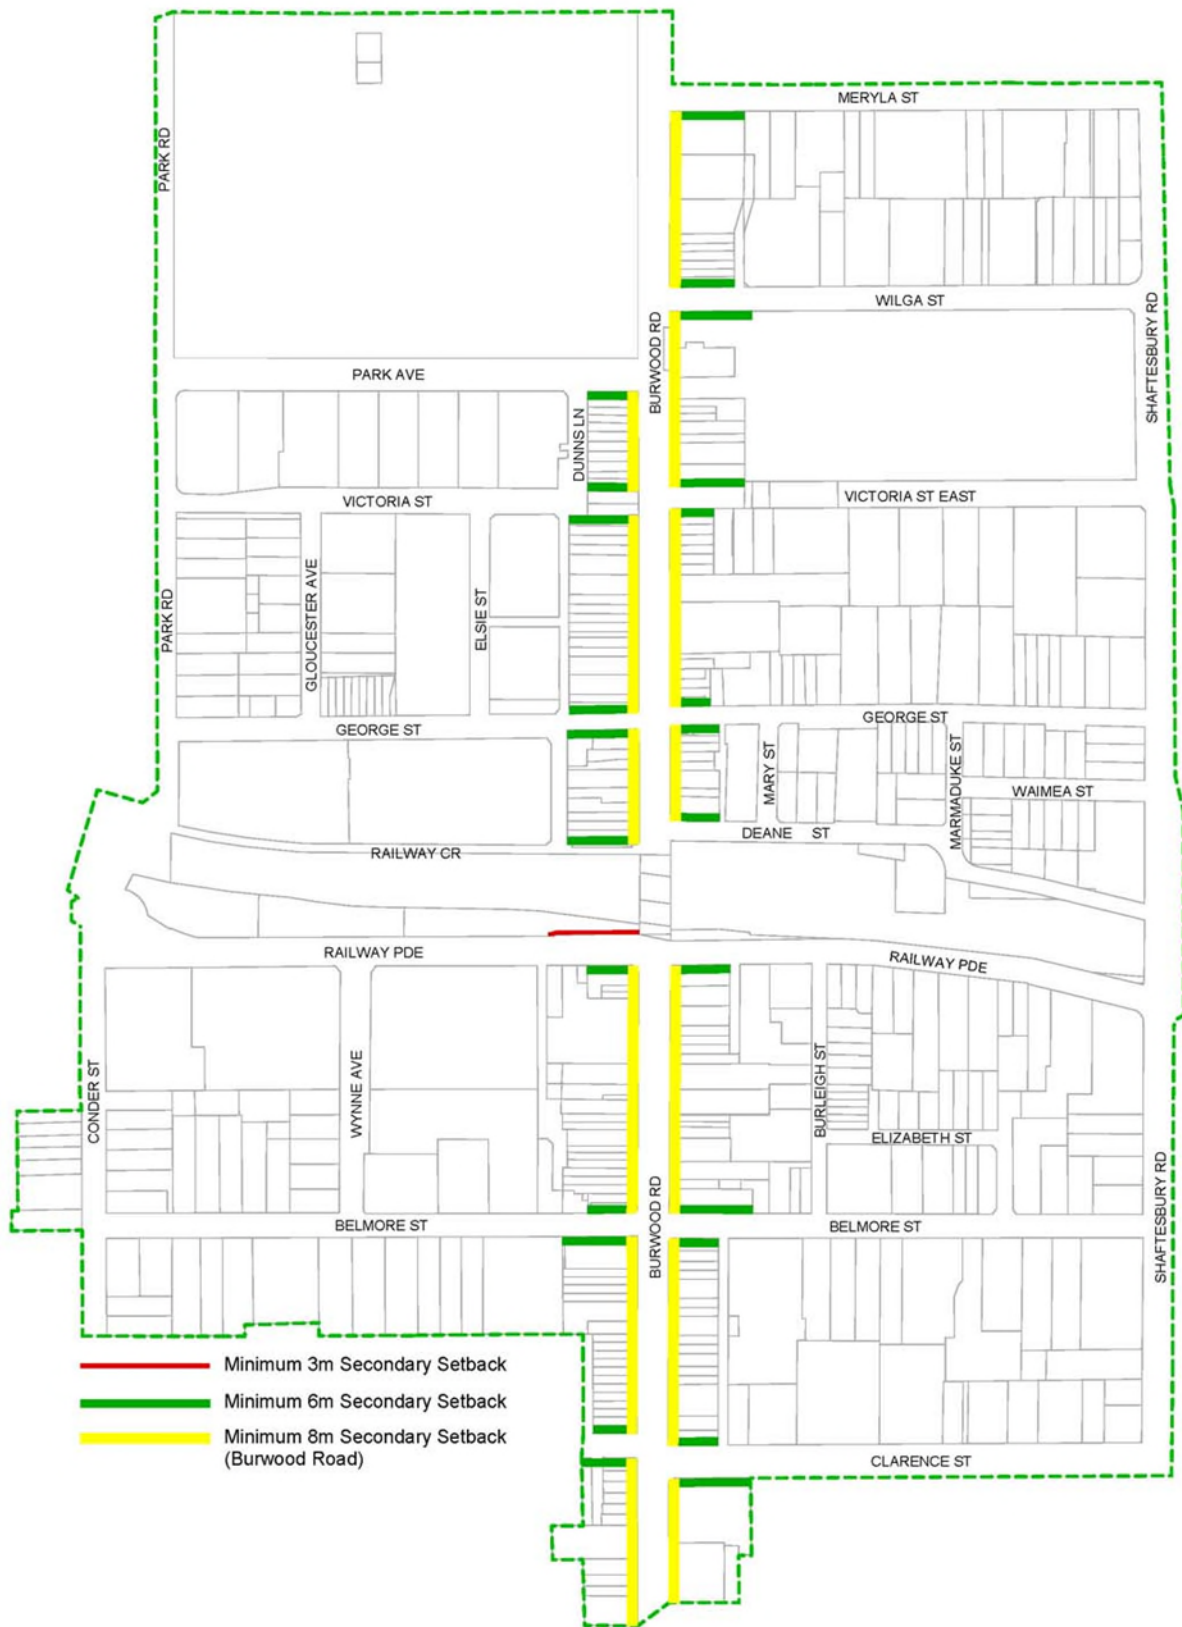 MERYLA ST
PARK RD
WILGA ST
BURWOOD RD
SHAFTESBURY RD
PARK AVE
DUNNS LN
VICTORIA ST
VICTORIA ST EAST
PARK RD
GLOUCESTER AVE
ELSIE ST
GEORGE ST
GEORGE ST
MARY ST
MARMADUKE ST
WAIMEA ST
DEANE ST
RAILWAY CR
RAILWAY PDE
RAILWAY PDE
CONDER ST
WYNNE AVE
BURLEIGH ST
ELIZABETH ST
BURWOOD RD
SHAFTESBURY RD
BELMORE ST
BELMORE ST
Minimum 3m Secondary Setback
Minimum 6m Secondary Setback
Minimum 8m Secondary Setback
(Burwood Road)
CLARENCE ST